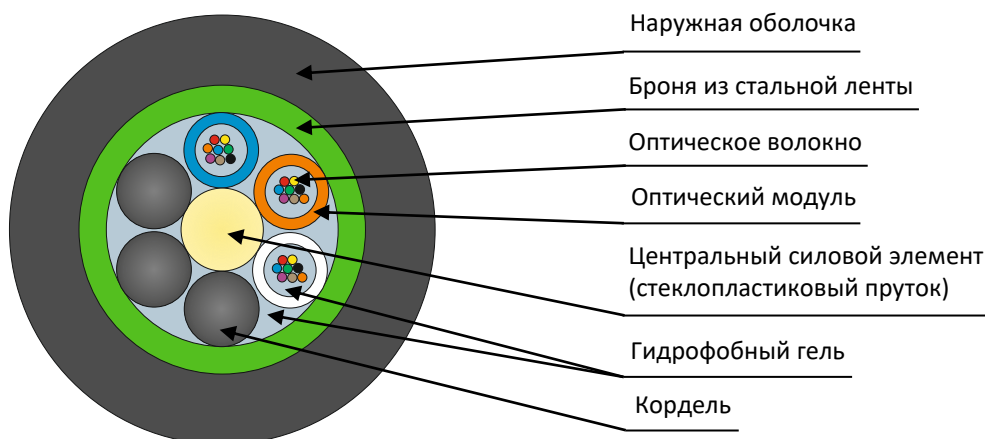 Наружная оболочка
Броня из стальной ленты
Оптическое волокно
Оптический модуль
Центральный силовой элемент
(стеклопластиковый пруток)
Гидрофобный гель
Кордель